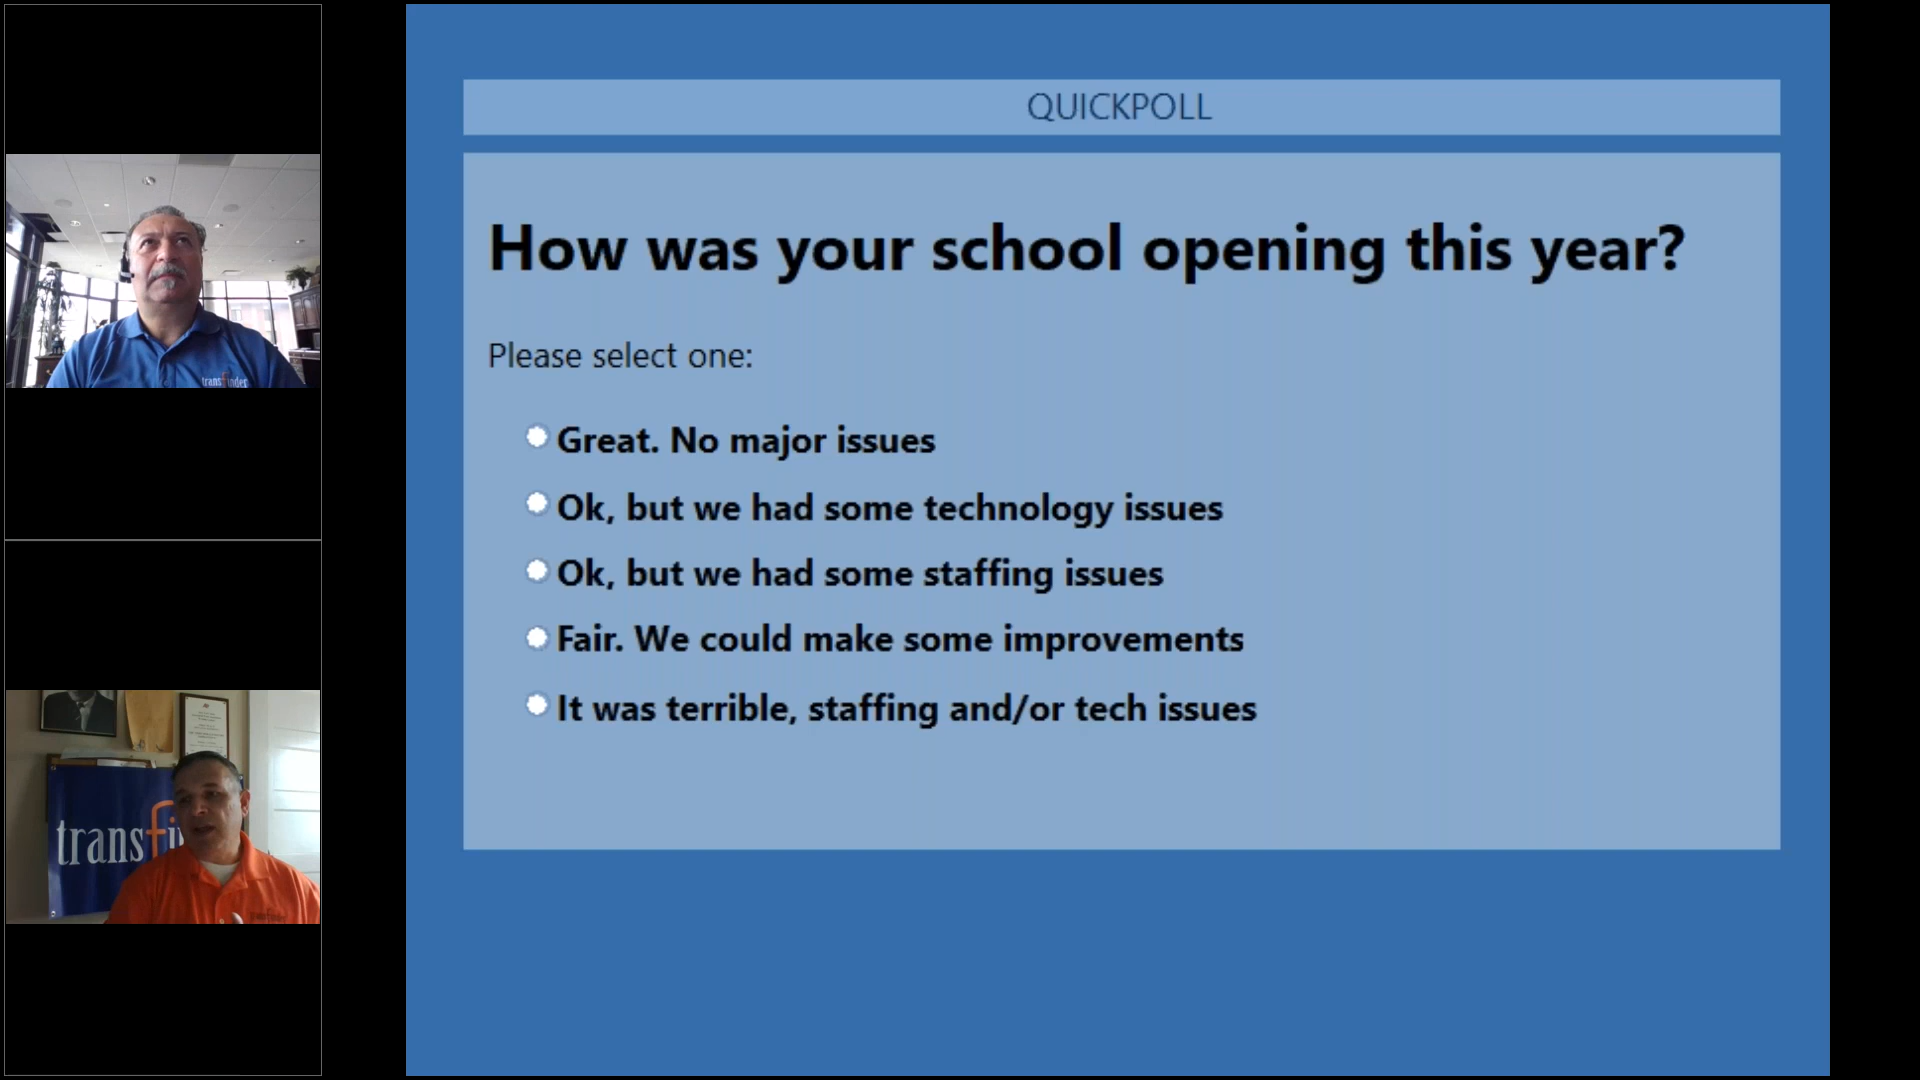 QUICKPOLL
How was your school opening this year?
Please select one:
Great. No major issues
Ok, but we had some technology issues
Ok, but we had some staffing issues
Fair. We could make some improvements
It was terrible, staffing and/or tech issues
transfinder
transfi